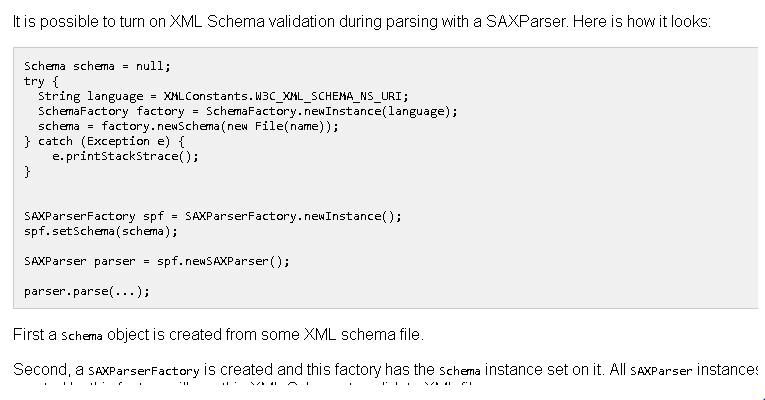 It is possible to turn on XML Schema validation during parsing with a SAXParser. Here is how it looks:
Schema schema = null;
try {
  String language = XMLConstants.W3C_XML_SCHEMA_NS_URI;
  SchemaFactory factory = SchemaFactory.newInstance(language);
  schema = factory.newSchema(new File(name));
} catch (Exception e) {
    e.printStackStrace();
}
SAXParserFactory spf = SAXParserFactory.newInstance();
spf.setSchema(schema);
SAXParser parser = spf.newSAXParser();
parser.parse(...);
First a Schema object is created from some XML schema file.
Second, a SAXParserFactory is created and this factory has the Schema instance set on it. All SAXParser instances